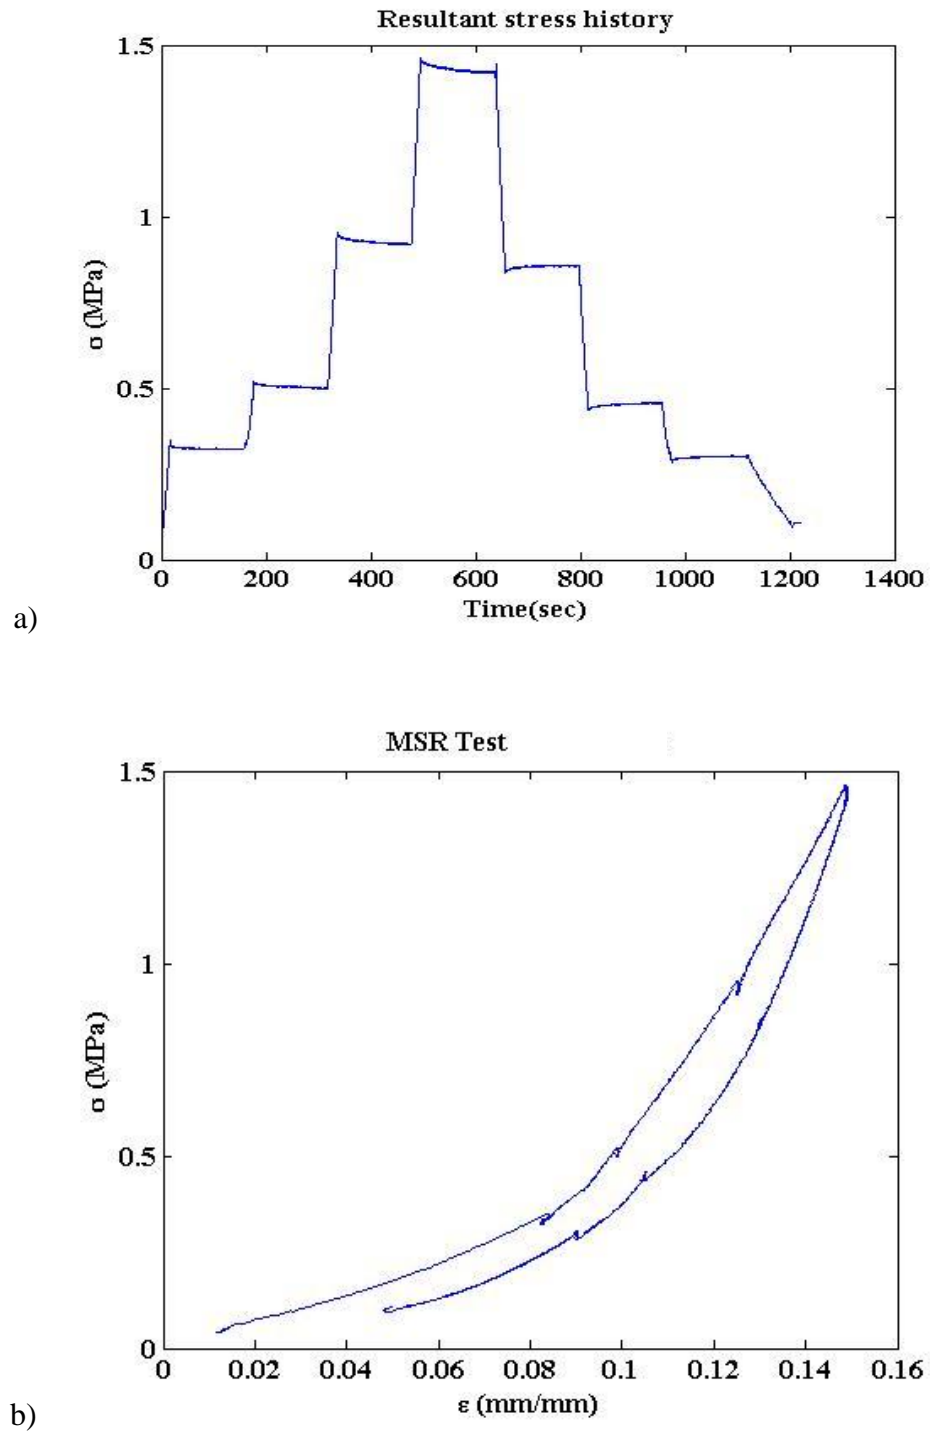 Resultant stress history
1.5
1
0.5
0
σ (MPa)
0 200 400 600 800 1000 1200 1400
Time(sec)
a)
MSR Test
1.5
1
0.5
0
σ (MPa)
0 0.02 0.04 0.06 0.08 0.1 0.12 0.14 0.16
ε (mm/mm)
b)